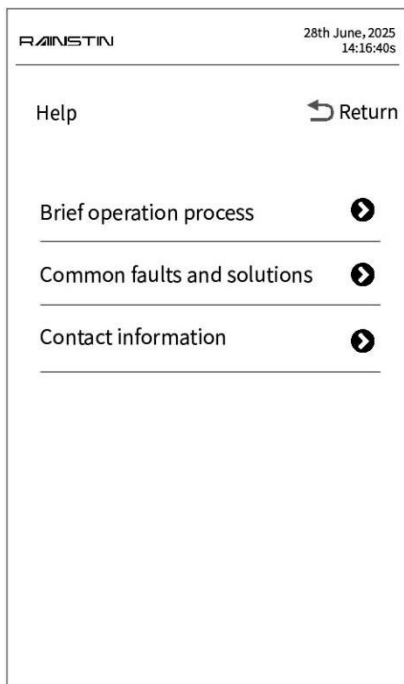 RAINSTIN
28th June, 2025
14:16:40s
Help
Return
Brief operation process
Common faults and solutions
Contact information